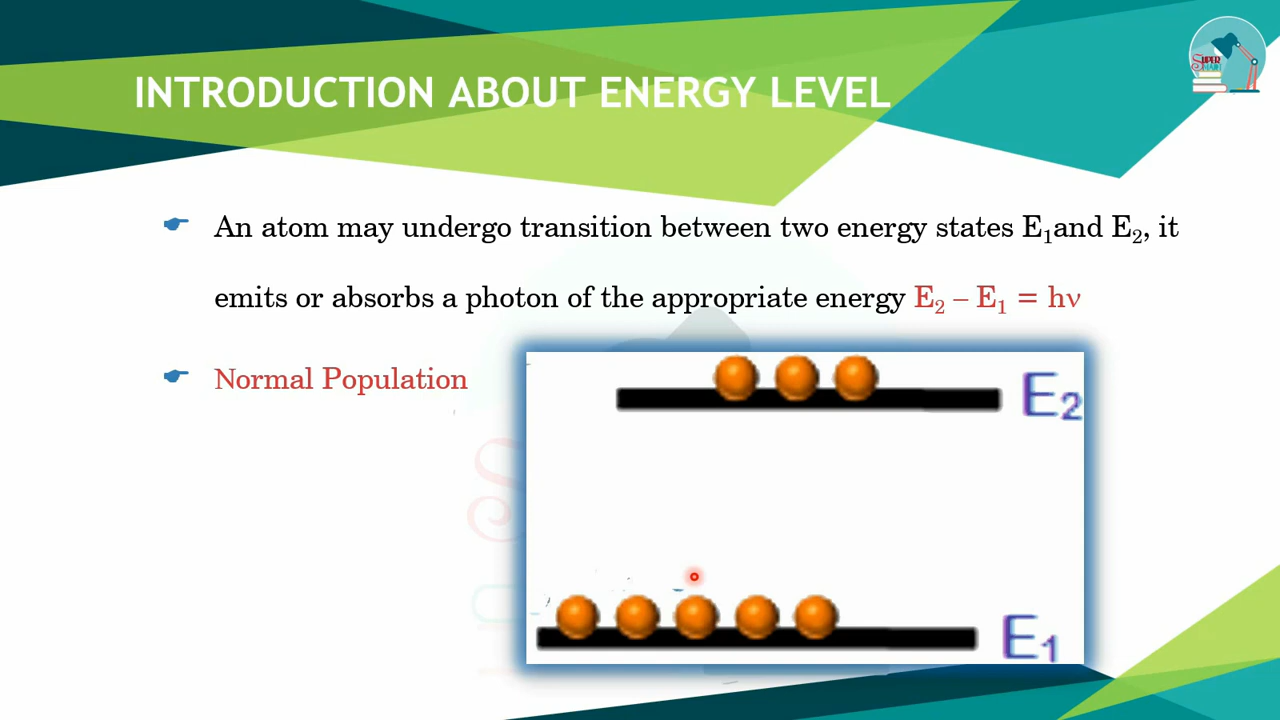 INTRODUCTION ABOUT ENERGY LEVEL
SUPER
An atom may undergo transition between two energy states E₁and E₂, it
emits or absorbs a photon of the appropriate energy E₂ – E₁ = hν
Normal Population
E₂
E₁